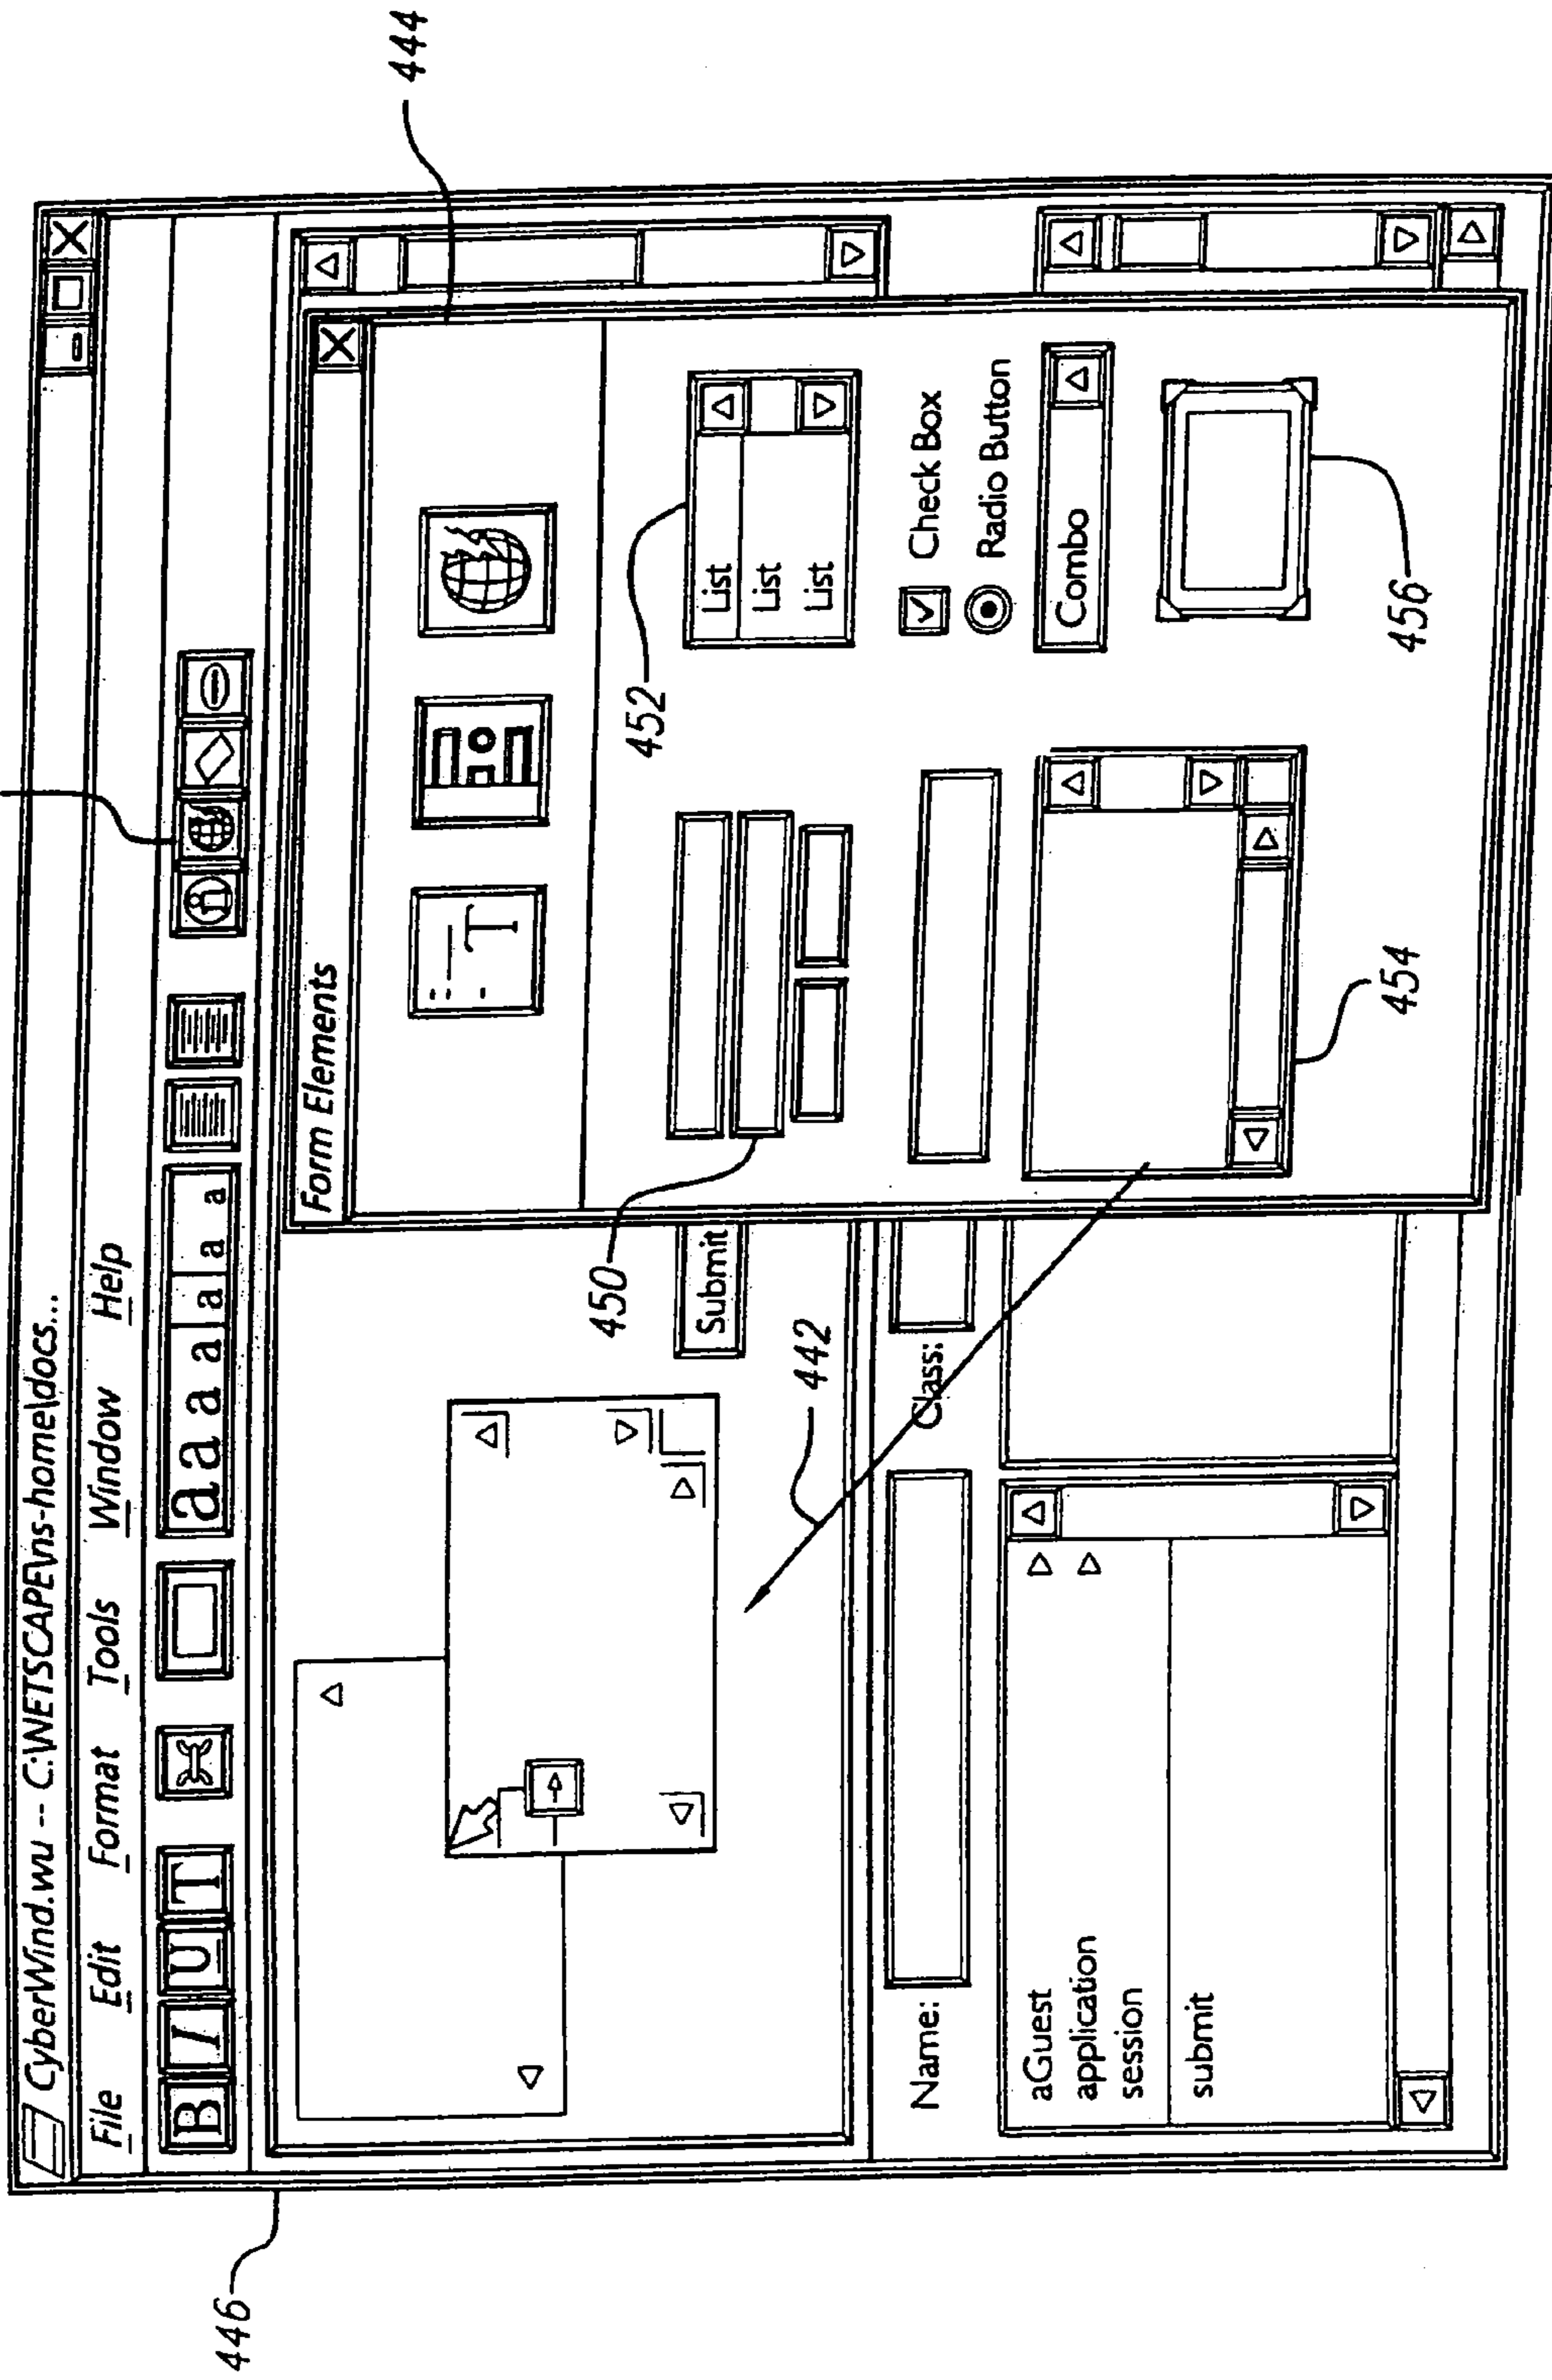 CyberWind.wu -- C:\NETSCAPE\ns-home\docs...
File Edit Format Tools Window Help
B I U T a a a a a a a
Form Elements
T
Submit
List
List
List
Check Box
Radio Button
Combo
Name:
Class:
aGuest
application
session
submit
442
444
446
450
452
454
456